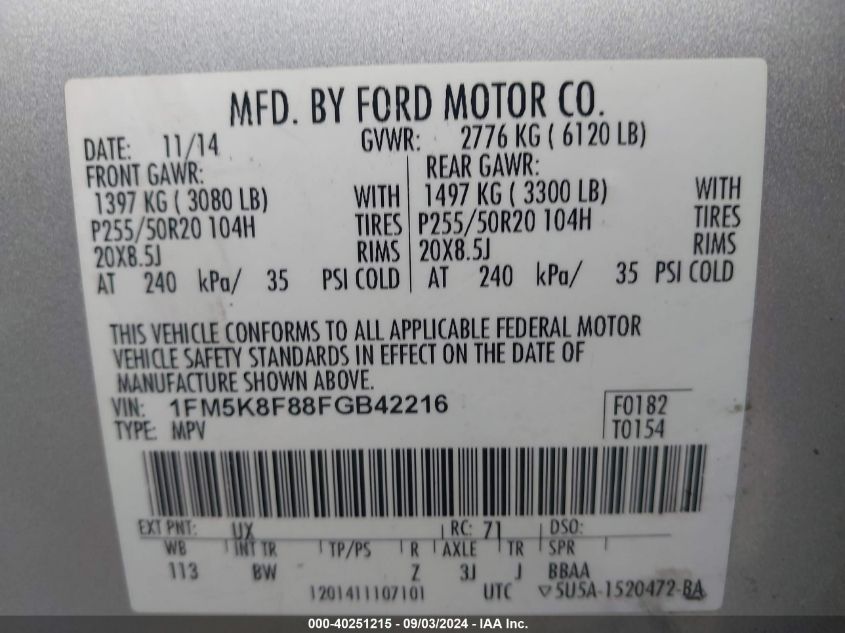 MFD. BY FORD MOTOR CO.
DATE: 11/14 GVWR: 2776 KG ( 6120 LB)
FRONT GAWR: REAR GAWR:
1397 KG ( 3080 LB) WITH 1497 KG ( 3300 LB) WITH
P255/50R20 104H TIRES P255/50R20 104H TIRES
20X8.5J RIMS 20X8.5J RIMS
AT 240 kPa/ 35 PSI COLD AT 240 kPa/ 35 PSI COLD
THIS VEHICLE CONFORMS TO ALL APPLICABLE FEDERAL MOTOR
VEHICLE SAFETY STANDARDS IN EFFECT ON THE DATE OF
MANUFACTURE SHOWN ABOVE.
VIN: 1FM5K8F88FGB42216 F0182
TYPE: MPV T0154
EXT PNT: UX RC: 71 DSO:
WB INT TR TP/PS R AXLE TR SPR
113 BW Z 3J J BBAA
1201411107101 UTC ▽5U5A-1520472-BA
000-40251215 - 09/03/2024 - IAAI.com